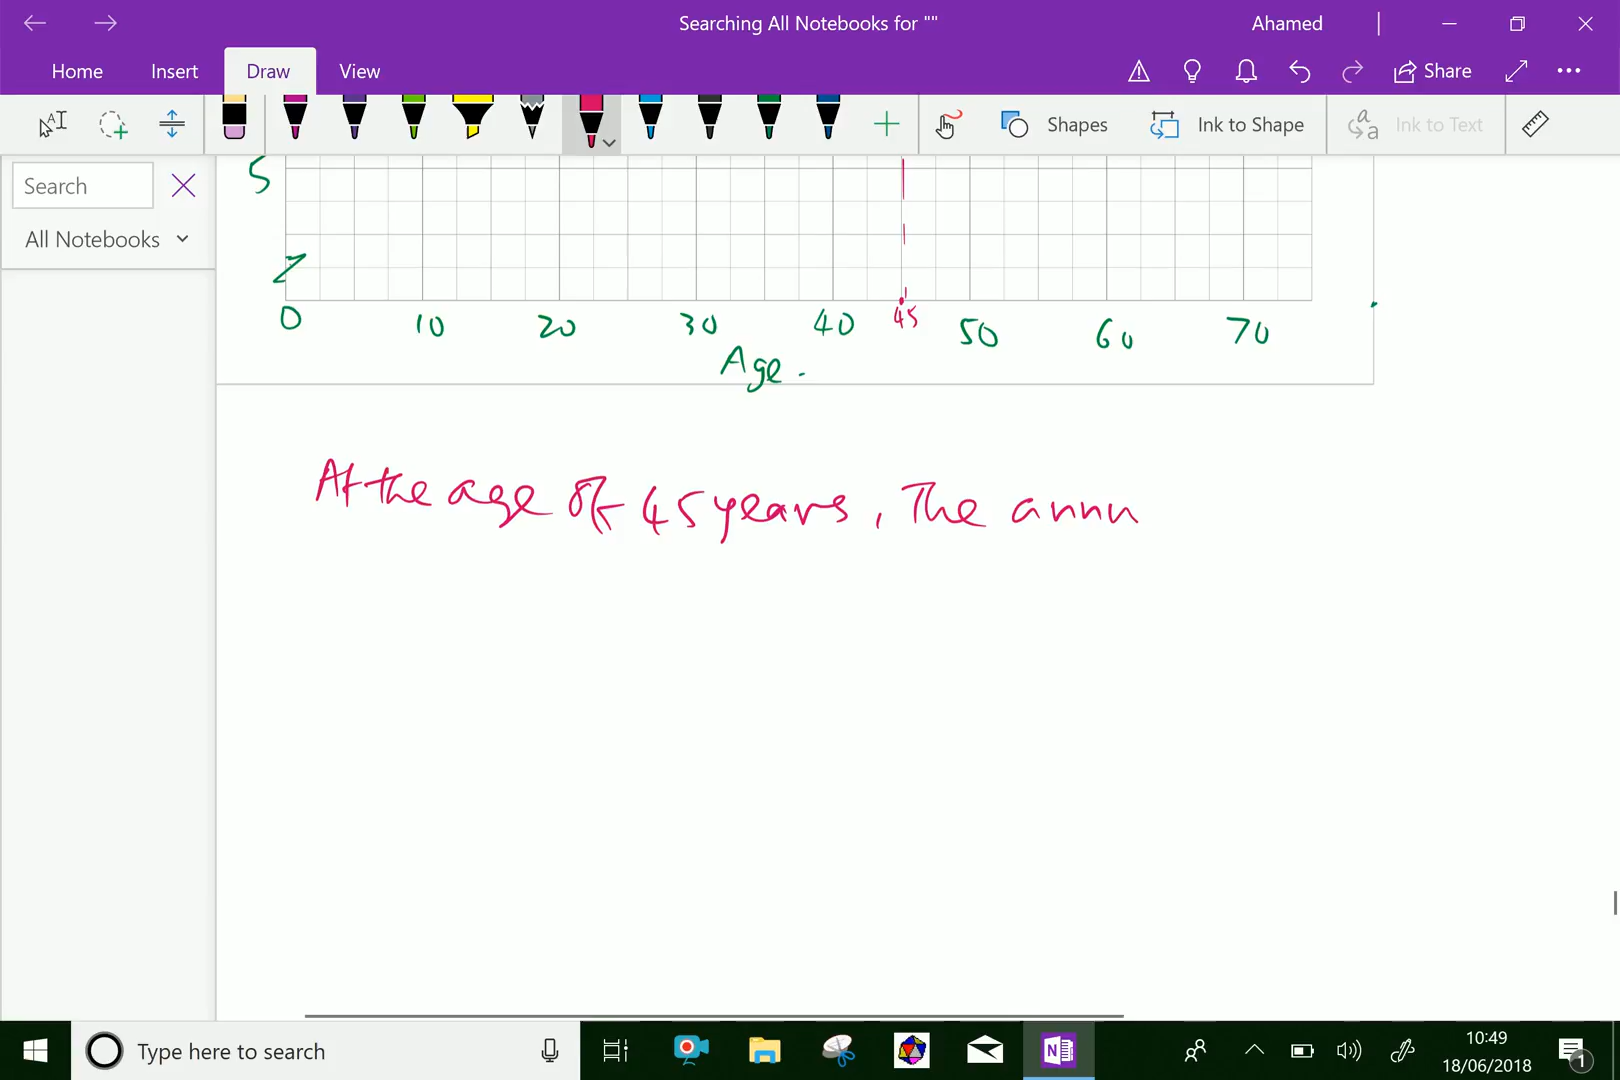 Searching All Notebooks for ""
Ahamed
Home Insert Draw View
Share
Shapes
Ink to Shape
Ink to Text
Search
All Notebooks
5
0 10 20 30 40 45 50 60 70
Age.
At the age of 45 years, The annu
Type here to search
10:49
18/06/2018
1